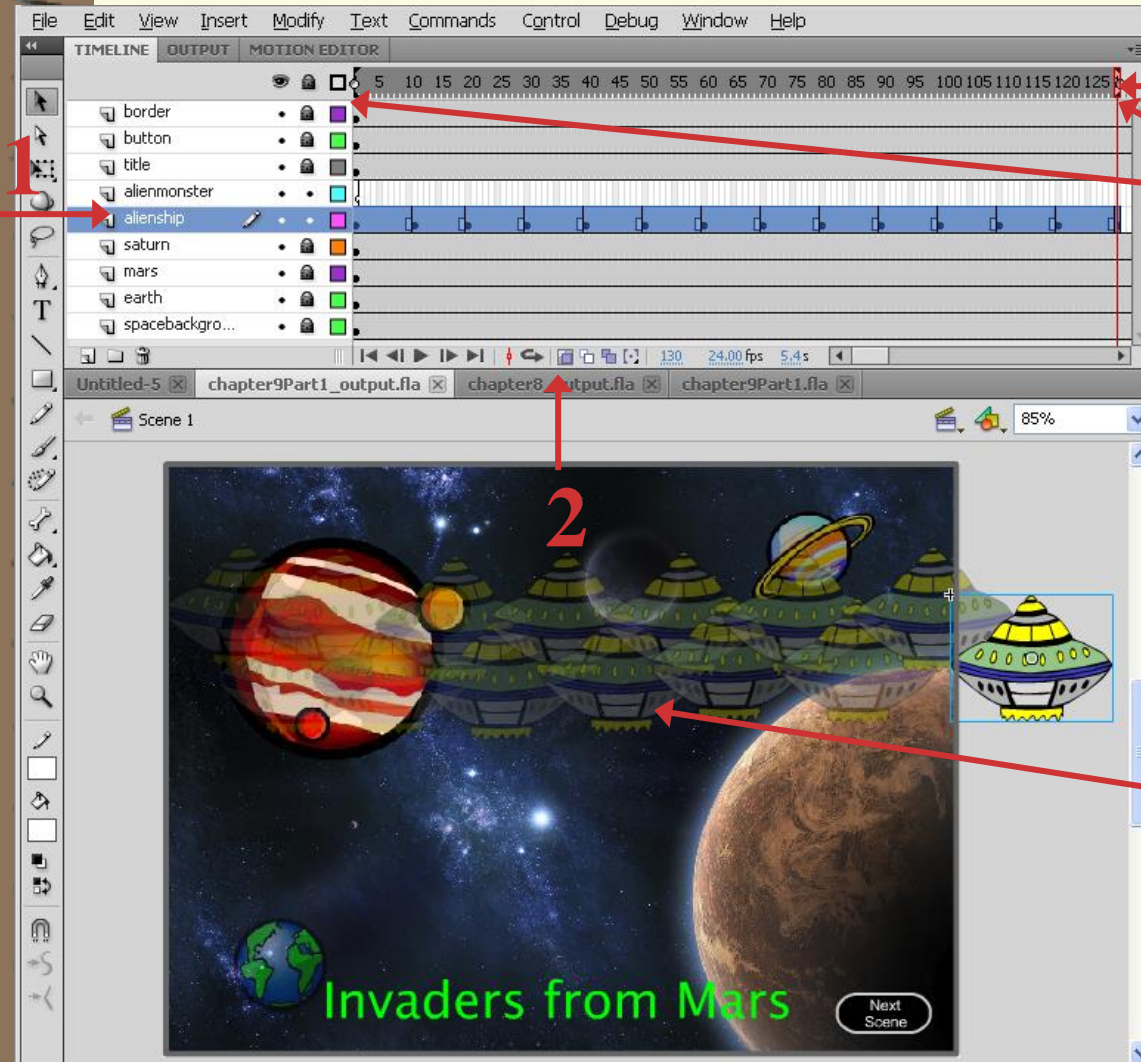 File Edit View Insert Modify Text Commands Control Debug Window Help
TIMELINE OUTPUT MOTION EDITOR
5 10 15 20 25 30 35 40 45 50 55 60 65 70 75 80 85 90 95 100 105 110 115 120 125
border
button
1
title
alienmonster
alienship
saturn
mars
earth
T
spacebackgro...
130 24.00 fps 5.4s
Untitled-5 chapter9Part1_output.fla chapter8_output.fla chapter9Part1.fla
Scene 1 85%
2
Invaders from Mars
Next
Scene